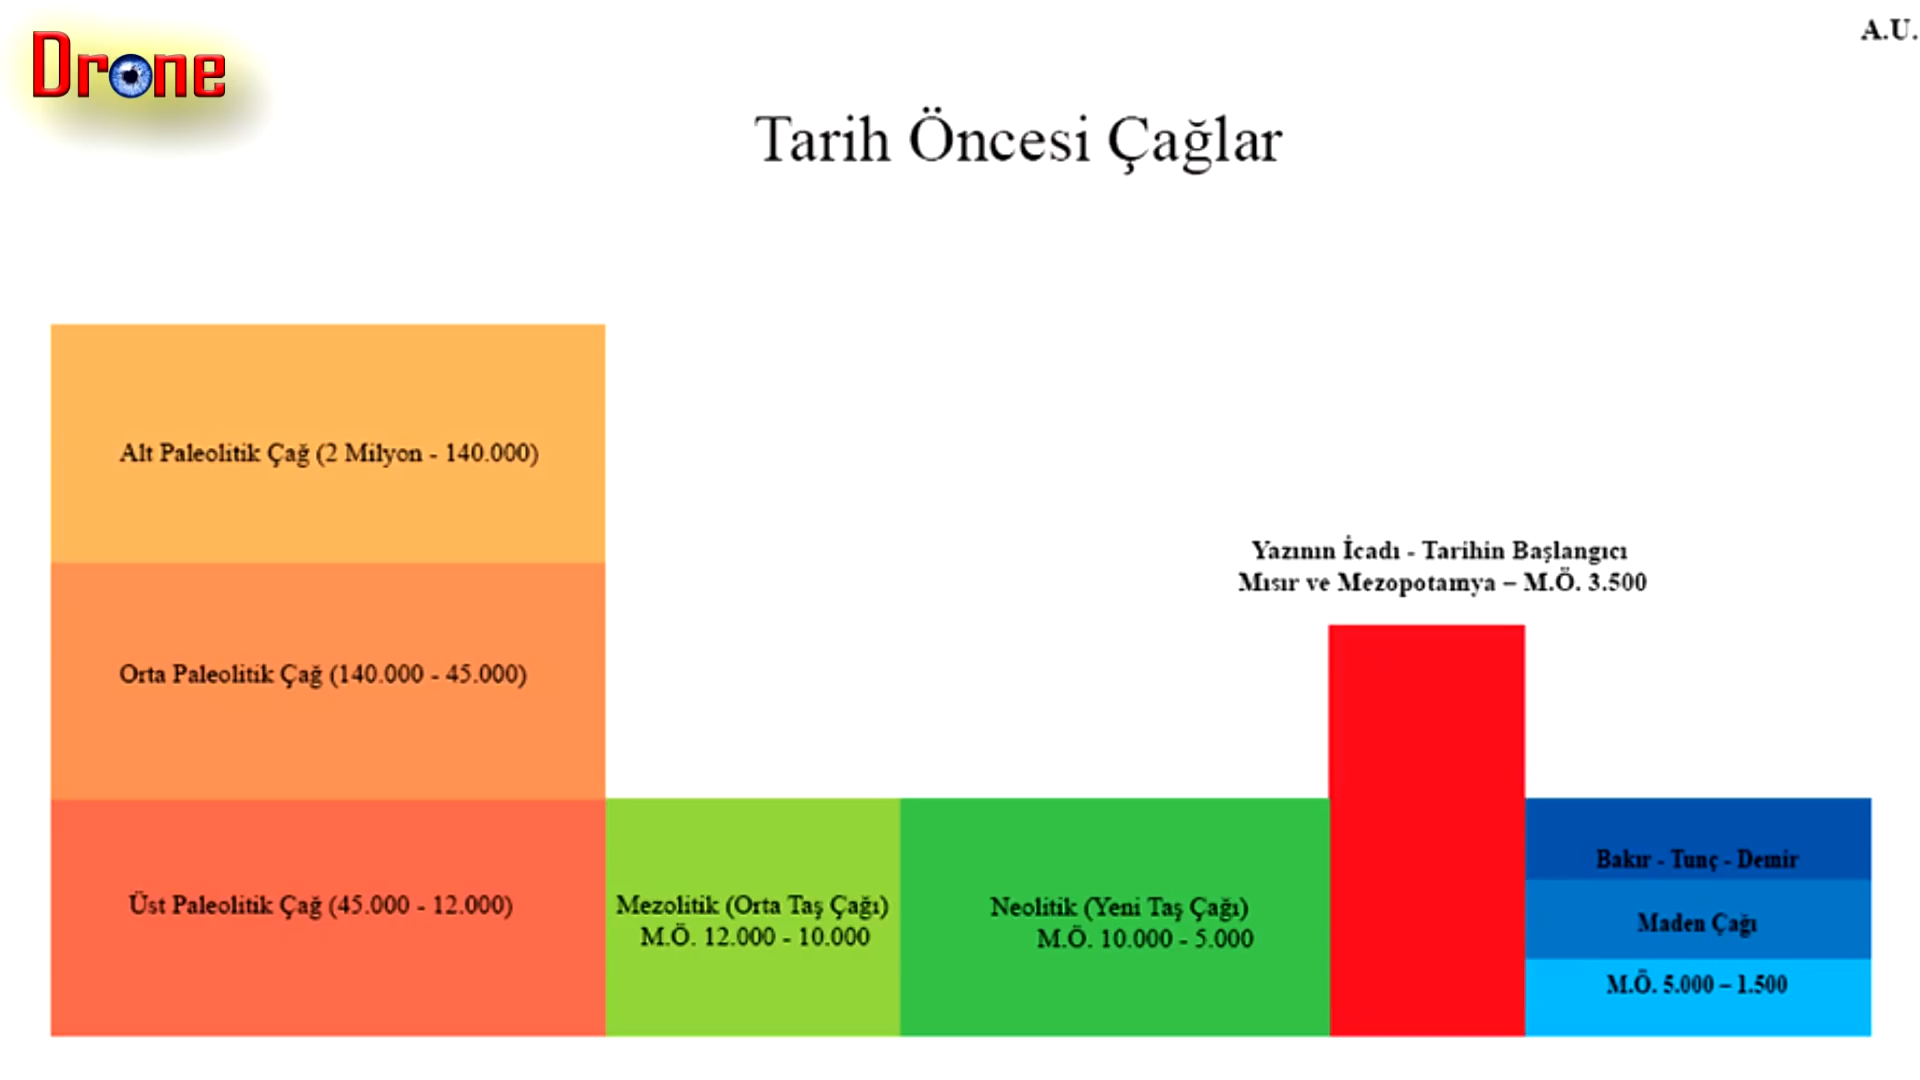 Drone
A.U.
Tarih Öncesi Çağlar
Alt Paleolitik Çağ (2 Milyon - 140.000)
Orta Paleolitik Çağ (140.000 - 45.000)
Üst Paleolitik Çağ (45.000 - 12.000)
Mezolitik (Orta Taş Çağı)
M.Ö. 12.000 - 10.000
Neolitik (Yeni Taş Çağı)
M.Ö. 10.000 - 5.000
Yazının İcadı - Tarihin Başlangıcı
Mısır ve Mezopotamya – M.Ö. 3.500
Bakır - Tunç - Demir
Maden Çağı
M.Ö. 5.000 – 1.500